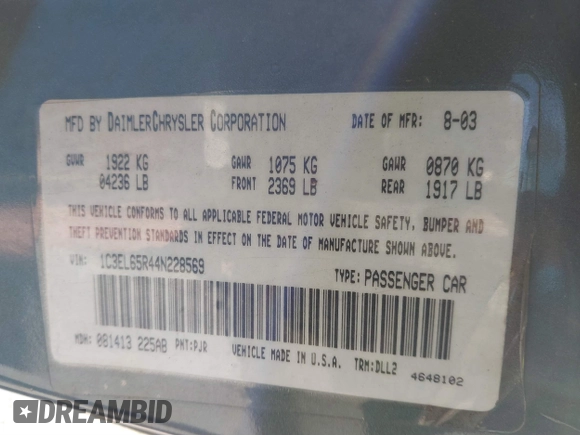 MFD BY DAIMLERCHRYSLER CORPORATION DATE OF MFR: 8-03
GVWR 1922 KG GAWR 1075 KG GAWR 0870 KG
04236 LB FRONT 2369 LB REAR 1917 LB
THIS VEHICLE CONFORMS TO ALL APPLICABLE FEDERAL MOTOR VEHICLE SAFETY, BUMPER AND
THEFT PREVENTION STANDARDS IN EFFECT ON THE DATE OF MANUFACTURE SHOWN ABOVE.
VIN: 1C3EL65R44N228569 TYPE: PASSENGER CAR
MDH: 081413 225AB PNT:PJR VEHICLE MADE IN U.S.A. TRM:DLL2 4648102
DREAMBID